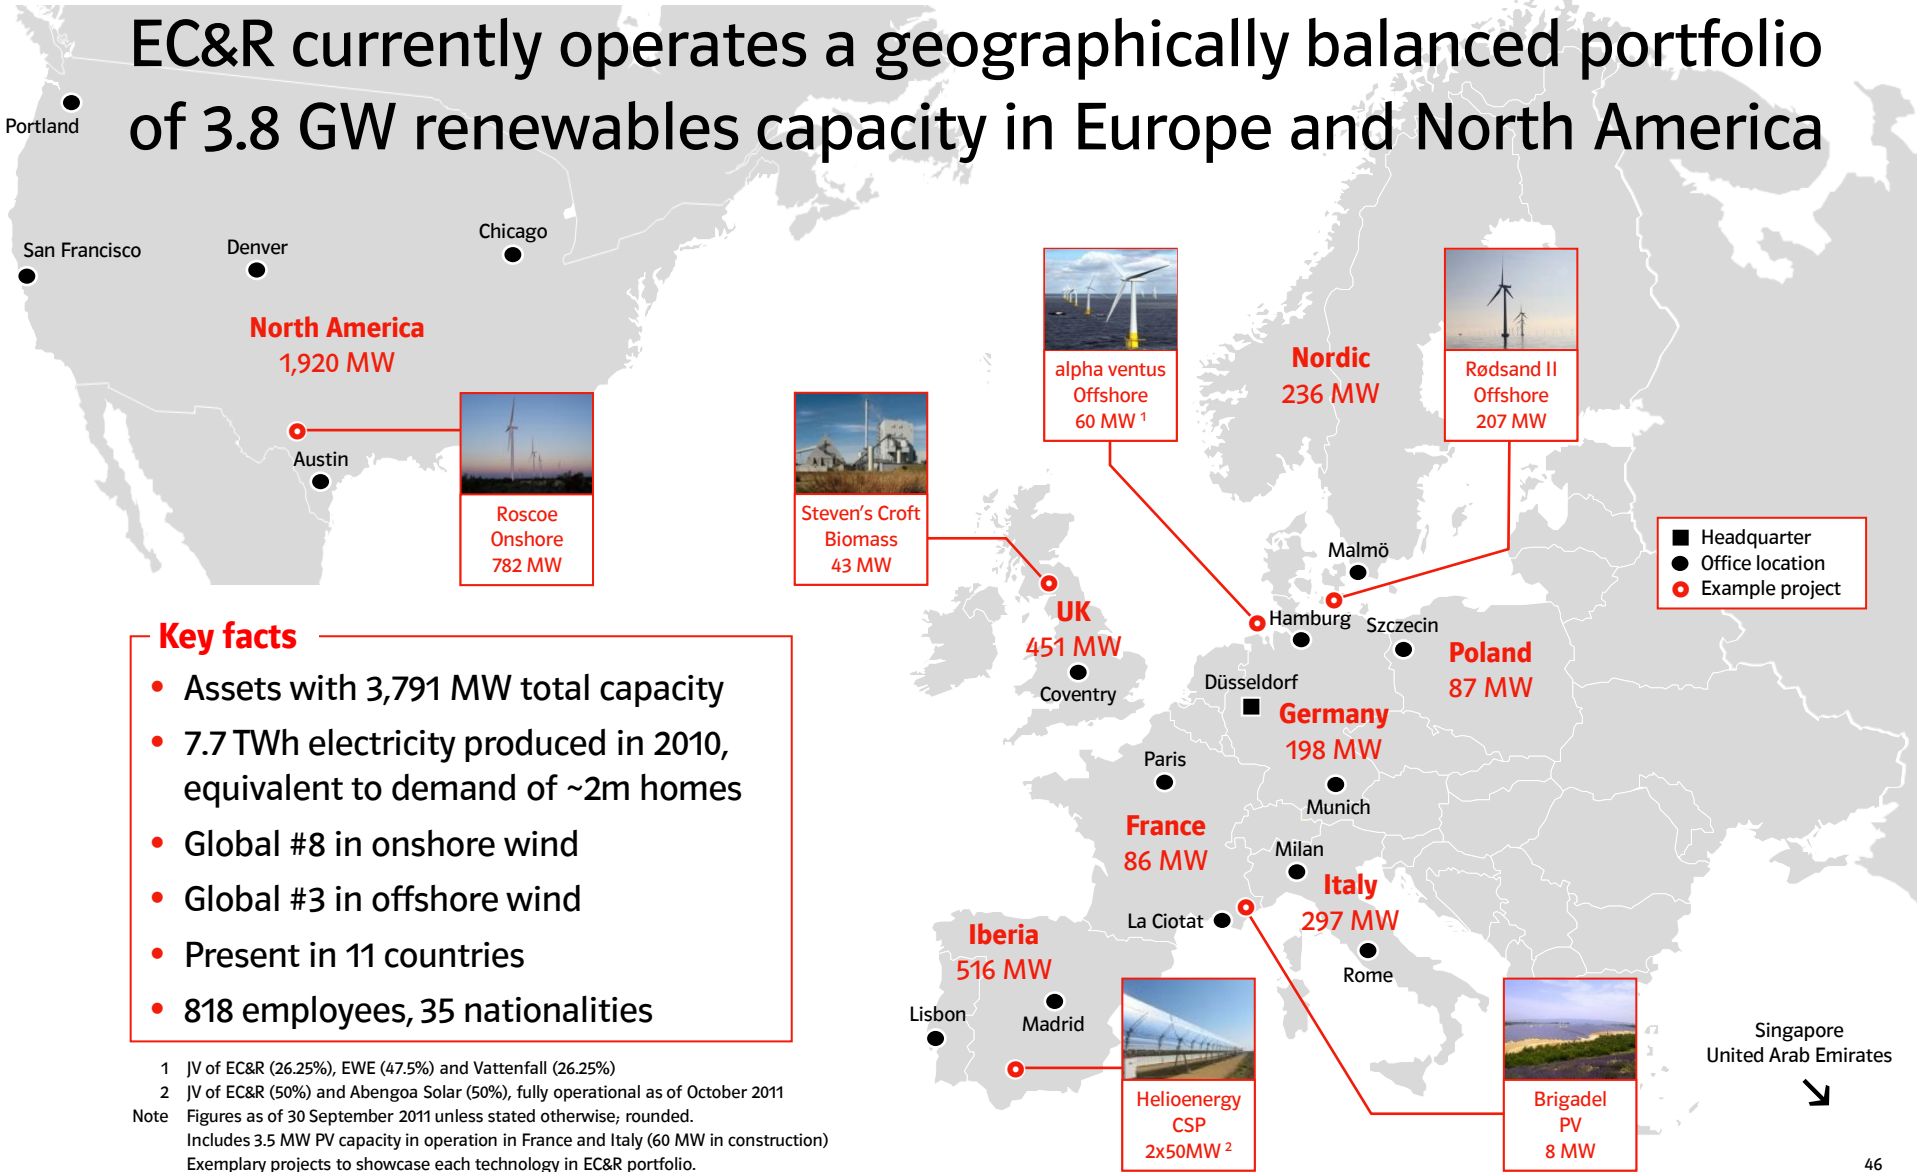 EC&R currently operates a geographically balanced portfolio
of 3.8 GW renewables capacity in Europe and North America
Portland
San Francisco
Denver
Chicago
North America
1,920 MW
Austin
Roscoe
Onshore
782 MW
Steven's Croft
Biomass
43 MW
alpha ventus
Offshore
60 MW 1
Nordic
236 MW
Rødsand II
Offshore
207 MW
Headquarter
Office location
Example project
Malmö
Hamburg
Szczecin
UK
451 MW
Coventry
Poland
87 MW
Düsseldorf
Germany
198 MW
Paris
Munich
France
86 MW
Milan
Italy
297 MW
La Ciotat
Rome
Iberia
516 MW
Lisbon
Madrid
Helioenergy
CSP
2x50MW 2
Brigadel
PV
8 MW
Singapore
United Arab Emirates
Key facts
• Assets with 3,791 MW total capacity
• 7.7 TWh electricity produced in 2010,
equivalent to demand of ~2m homes
• Global #8 in onshore wind
• Global #3 in offshore wind
• Present in 11 countries
• 818 employees, 35 nationalities
1 JV of EC&R (26.25%), EWE (47.5%) and Vattenfall (26.25%)
2 JV of EC&R (50%) and Abengoa Solar (50%), fully operational as of October 2011
Note Figures as of 30 September 2011 unless stated otherwise; rounded.
Includes 3.5 MW PV capacity in operation in France and Italy (60 MW in construction)
Exemplary projects to showcase each technology in EC&R portfolio.
46